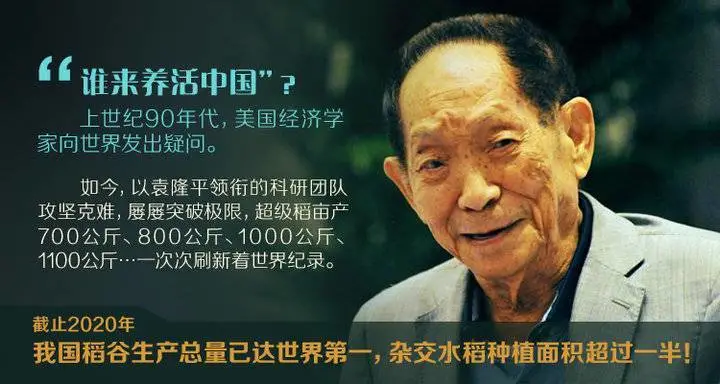 “谁来养活中国”?
上世纪90年代,美国经济学
家向世界发出疑问。
如今,以袁隆平领衔的科研团队
攻坚克难,屡屡突破极限,超级稻亩产
700公斤、800公斤、1000公斤、
1100公斤…一次次刷新着世界纪录。
截止2020年
我国稻谷生产总量已达世界第一,杂交水稻种植面积超过一半!